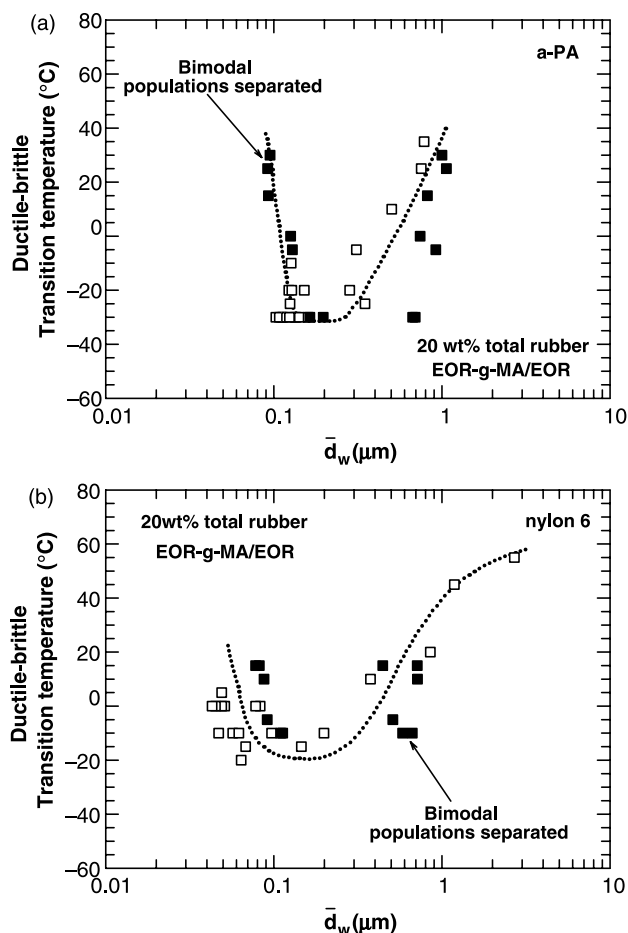 (a)
80
60
40
20
0
−20
−40
−60
Ductile-brittle
Transition temperature (°C)
Bimodal
populations separated
a-PA
20 wt% total rubber
EOR-g-MA/EOR
0.01
0.1
1
10
d̄w(μm)
(b)
80
60
40
20
0
−20
−40
−60
Ductile-brittle
Transition temperature (°C)
20wt% total rubber
EOR-g-MA/EOR
nylon 6
Bimodal
populations separated
0.01
0.1
1
10
d̄w(μm)